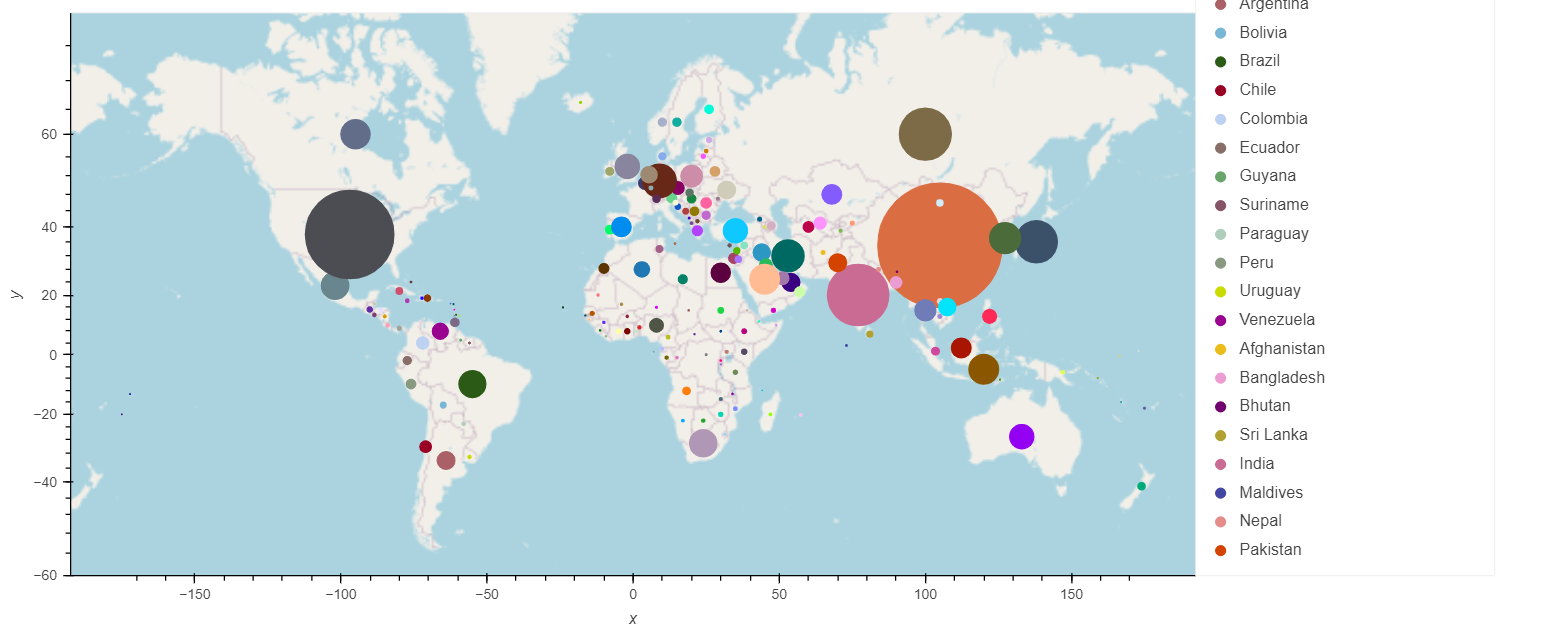 Argentina
Bolivia
Brazil
Chile
Colombia
Ecuador
Guyana
Suriname
Paraguay
Peru
Uruguay
Venezuela
Afghanistan
Bangladesh
Bhutan
Sri Lanka
India
Maldives
Nepal
Pakistan
60
40
20
0
−20
−40
−60
y
−150 −100 −50 0 50 100 150
x